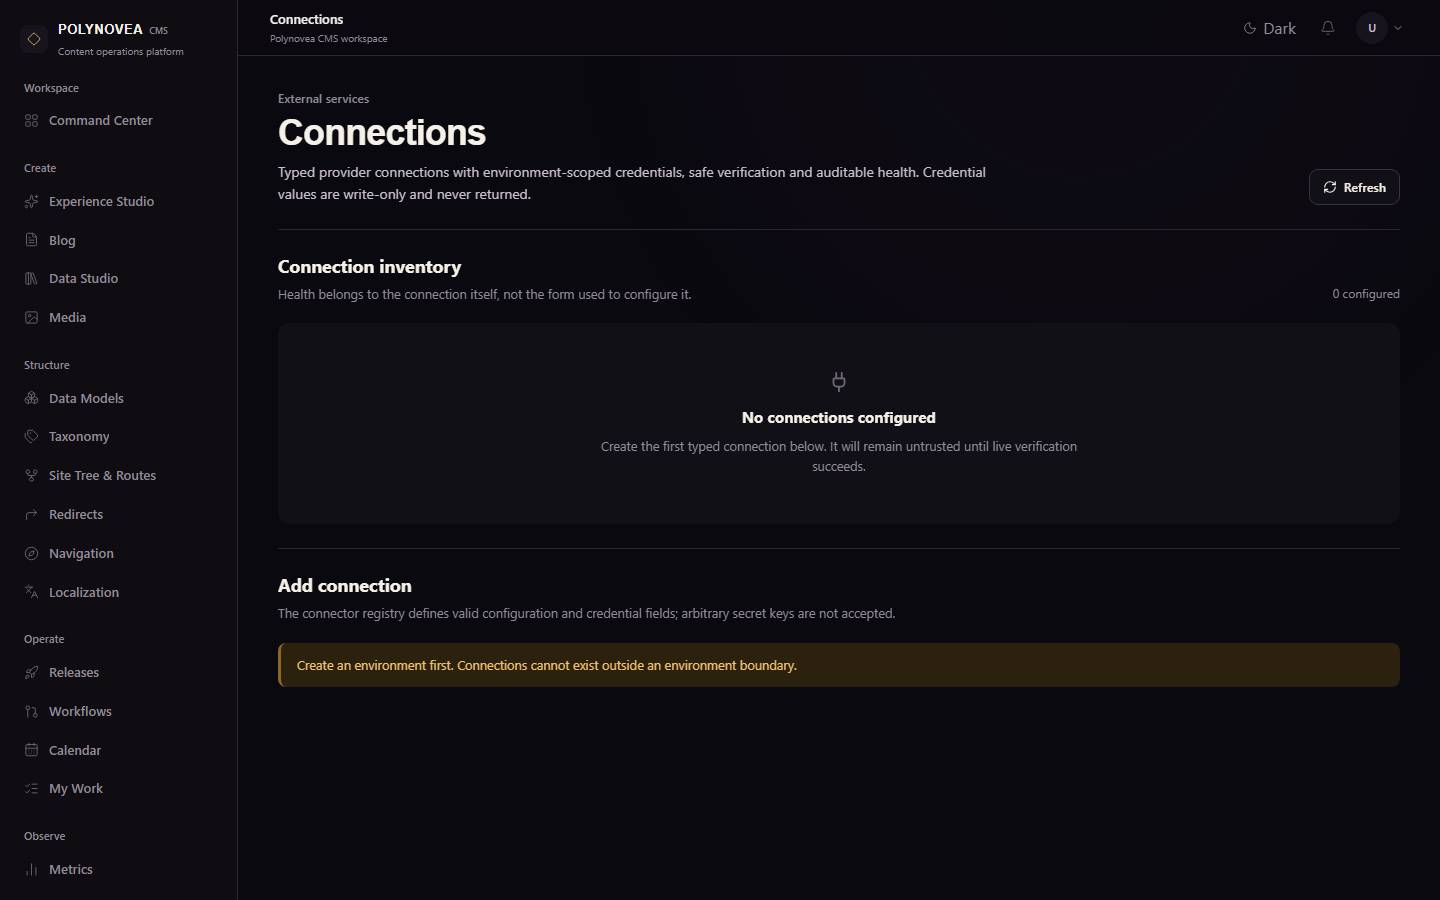 POLYNOVEA CMS
Content operations platform
Workspace
Command Center
Create
Experience Studio
Blog
Data Studio
Media
Structure
Data Models
Taxonomy
Site Tree & Routes
Redirects
Navigation
Localization
Operate
Releases
Workflows
Calendar
My Work
Observe
Metrics
Connections
Polynovea CMS workspace
Dark
U
External services
Connections
Typed provider connections with environment-scoped credentials, safe verification and auditable health. Credential
values are write-only and never returned.
Refresh
Connection inventory
Health belongs to the connection itself, not the form used to configure it.
0 configured
No connections configured
Create the first typed connection below. It will remain untrusted until live verification
succeeds.
Add connection
The connector registry defines valid configuration and credential fields; arbitrary secret keys are not accepted.
Create an environment first. Connections cannot exist outside an environment boundary.